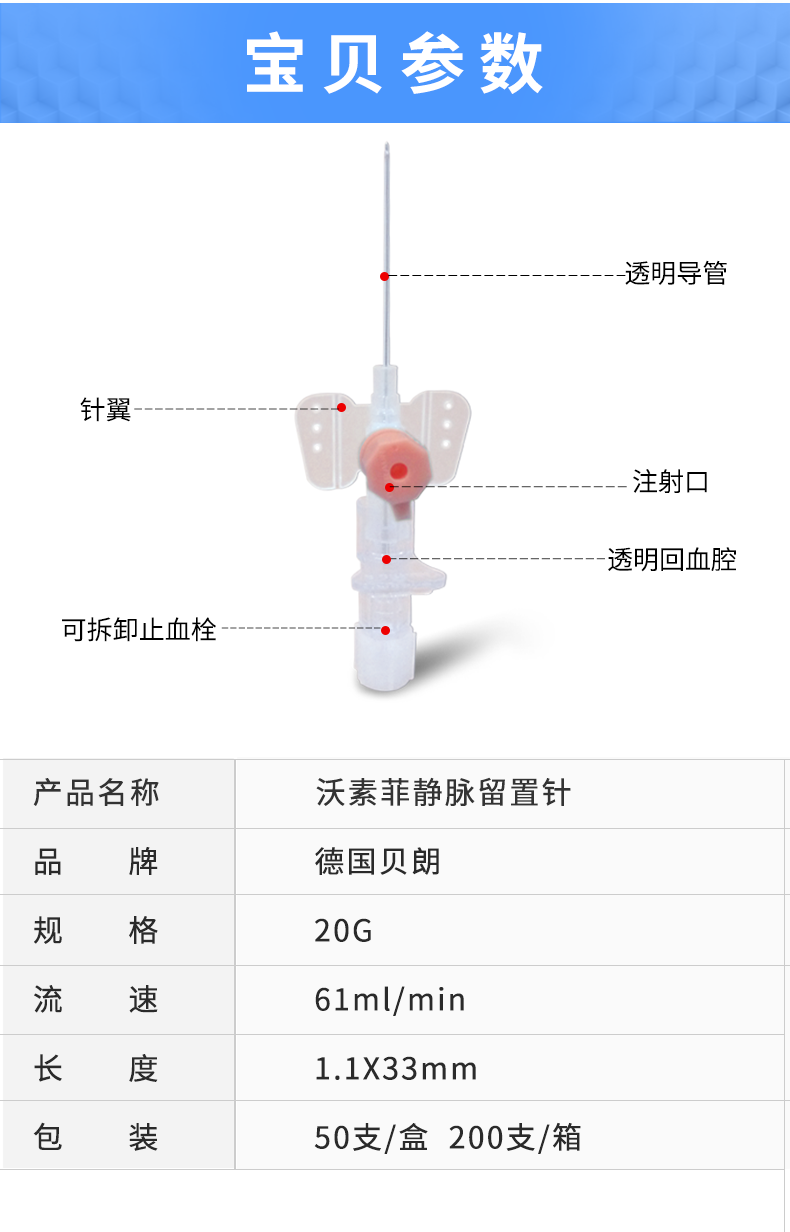 宝贝参数
透明导管
针翼
注射口
透明回血腔
可拆卸止血栓
产品名称 沃素菲静脉留置针
品牌 德国贝朗
规格 20G
流速 61ml/min
长度 1.1X33mm
包装 50支/盒 200支/箱